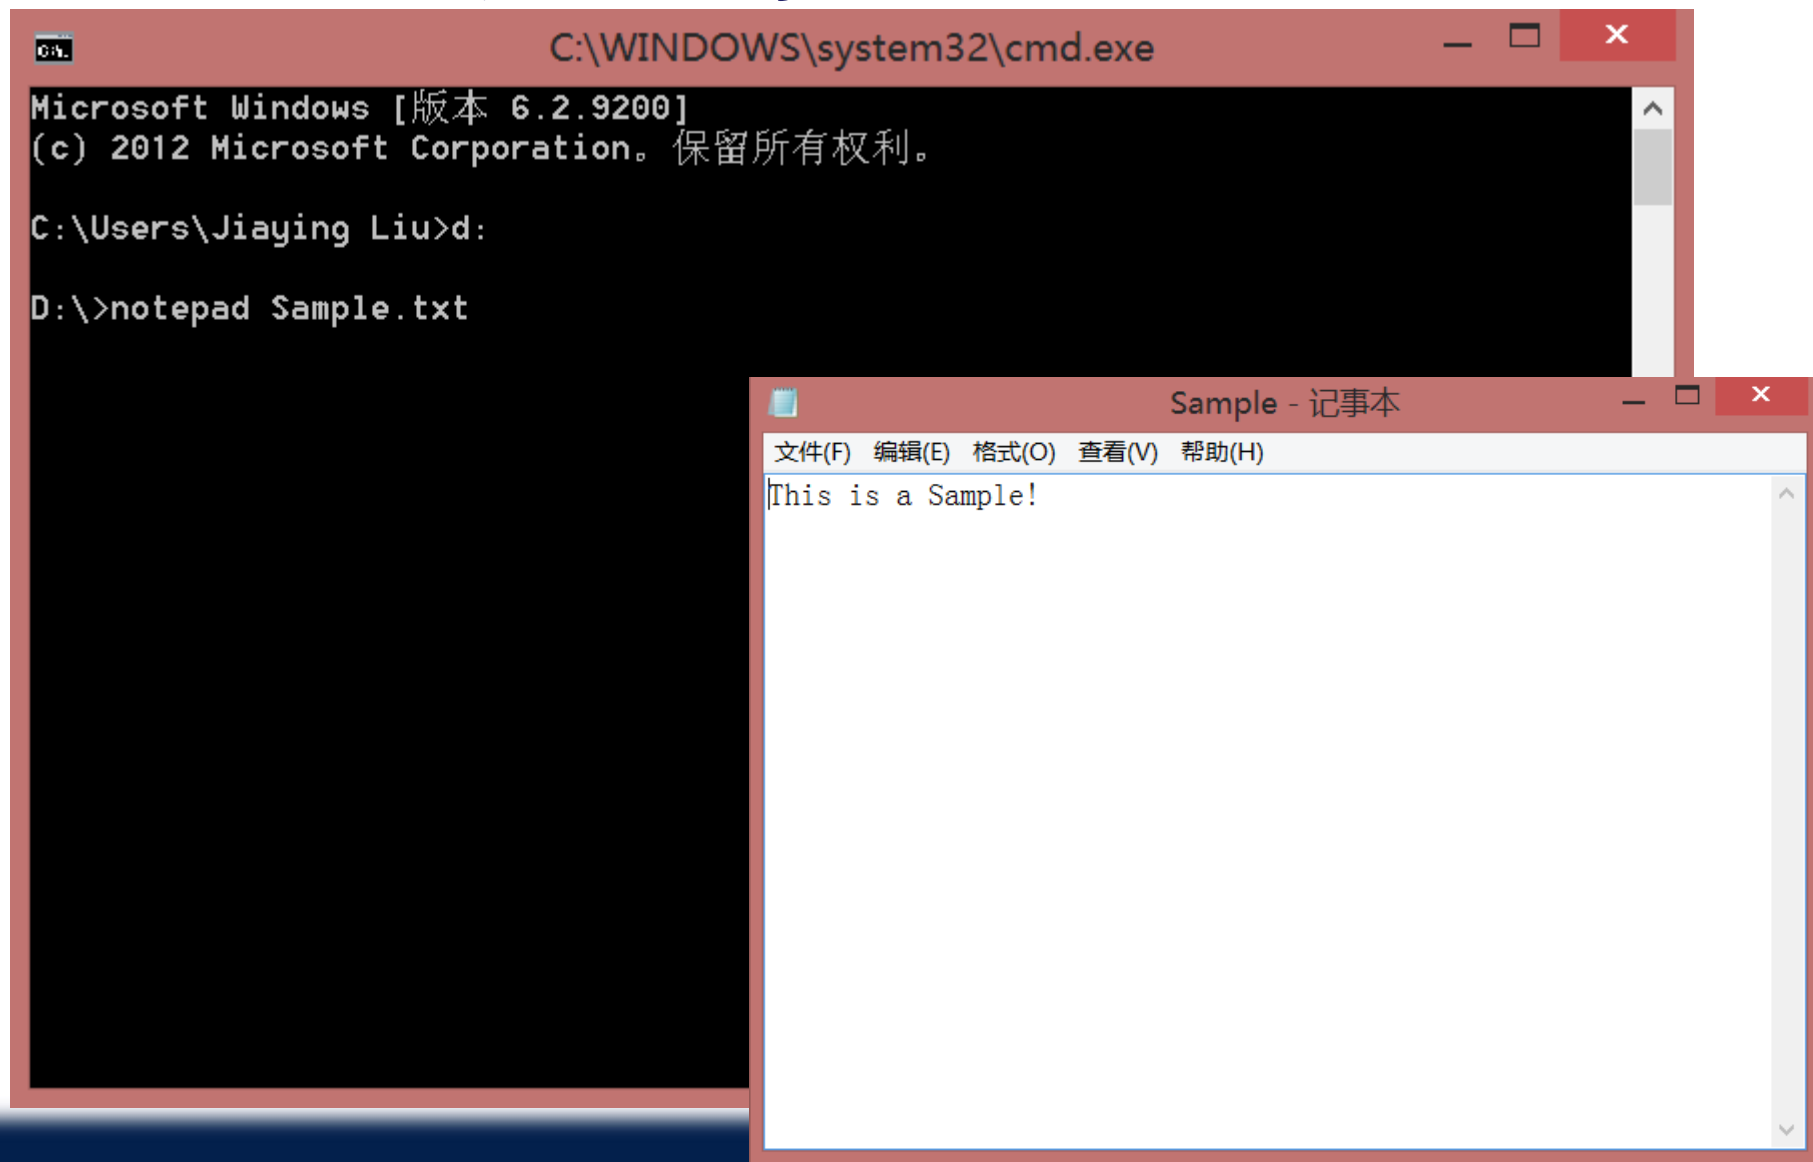 C:\WINDOWS\system32\cmd.exe
Microsoft Windows [版本 6.2.9200]
(c) 2012 Microsoft Corporation。保留所有权利。
C:\Users\Jiaying Liu>d:
D:\>notepad Sample.txt
Sample - 记事本
文件(F) 编辑(E) 格式(O) 查看(V) 帮助(H)
This is a Sample!